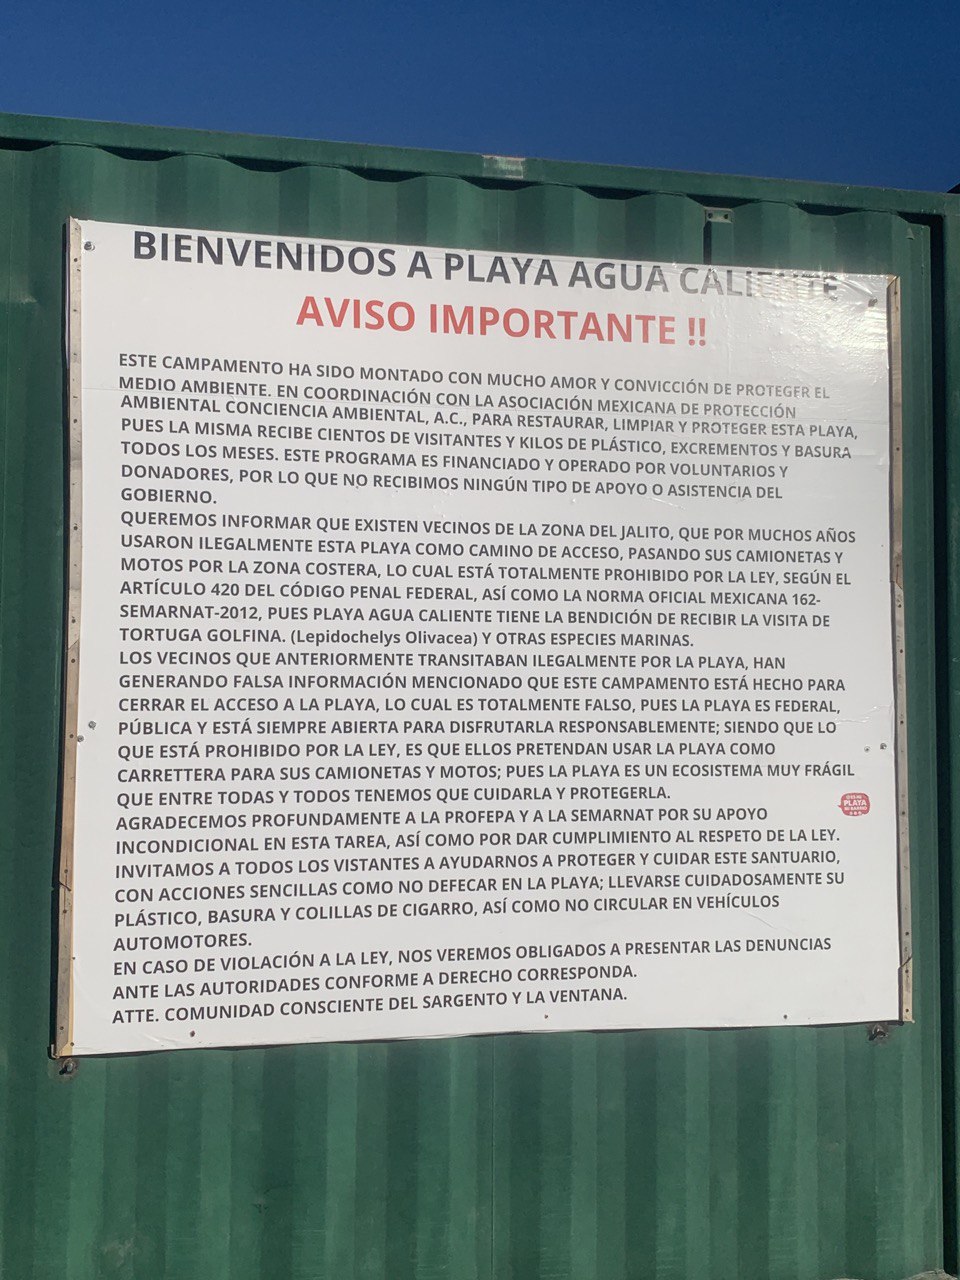 BIENVENIDOS A PLAYA AGUA CALIENTE
AVISO IMPORTANTE !!
ESTE CAMPAMENTO HA SIDO MONTADO CON MUCHO AMOR Y CONVICCIÓN DE PROTEGER EL
MEDIO AMBIENTE. EN COORDINACIÓN CON LA ASOCIACIÓN MEXICANA DE PROTECCIÓN
AMBIENTAL CONCIENCIA AMBIENTAL, A.C., PARA RESTAURAR, LIMPIAR Y PROTEGER ESTA PLAYA,
PUES LA MISMA RECIBE CIENTOS DE VISITANTES Y KILOS DE PLÁSTICO, EXCREMENTOS Y BASURA
TODOS LOS MESES. ESTE PROGRAMA ES FINANCIADO Y OPERADO POR VOLUNTARIOS Y
DONADORES, POR LO QUE NO RECIBIMOS NINGÚN TIPO DE APOYO O ASISTENCIA DEL
GOBIERNO.
QUEREMOS INFORMAR QUE EXISTEN VECINOS DE LA ZONA DEL JALITO, QUE POR MUCHOS AÑOS
USARON ILEGALMENTE ESTA PLAYA COMO CAMINO DE ACCESO, PASANDO SUS CAMIONETAS Y
MOTOS POR LA ZONA COSTERA, LO CUAL ESTÁ TOTALMENTE PROHIBIDO POR LA LEY, SEGÚN EL
ARTÍCULO 420 DEL CÓDIGO PENAL FEDERAL, ASÍ COMO LA NORMA OFICIAL MEXICANA 162-
SEMARNAT-2012, PUES PLAYA AGUA CALIENTE TIENE LA BENDICIÓN DE RECIBIR LA VISITA DE
TORTUGA GOLFINA. (Lepidochelys Olivacea) Y OTRAS ESPECIES MARINAS.
LOS VECINOS QUE ANTERIORMENTE TRANSITABAN ILEGALMENTE POR LA PLAYA, HAN
GENERANDO FALSA INFORMACIÓN MENCIONADO QUE ESTE CAMPAMENTO ESTÁ HECHO PARA
CERRAR EL ACCESO A LA PLAYA, LO CUAL ES TOTALMENTE FALSO, PUES LA PLAYA ES FEDERAL,
PÚBLICA Y ESTÁ SIEMPRE ABIERTA PARA DISFRUTARLA RESPONSABLEMENTE; SIENDO QUE LO
QUE ESTÁ PROHIBIDO POR LA LEY, ES QUE ELLOS PRETENDAN USAR LA PLAYA COMO
CARRETTERA PARA SUS CAMIONETAS Y MOTOS; PUES LA PLAYA ES UN ECOSISTEMA MUY FRÁGIL
QUE ENTRE TODAS Y TODOS TENEMOS QUE CUIDARLA Y PROTEGERLA.
AGRADECEMOS PROFUNDAMENTE A LA PROFEPA Y A LA SEMARNAT POR SU APOYO
INCONDICIONAL EN ESTA TAREA, ASÍ COMO POR DAR CUMPLIMIENTO AL RESPETO DE LA LEY.
INVITAMOS A TODOS LOS VISTANTES A AYUDARNOS A PROTEGER Y CUIDAR ESTE SANTUARIO,
CON ACCIONES SENCILLAS COMO NO DEFECAR EN LA PLAYA; LLEVARSE CUIDADOSAMENTE SU
PLÁSTICO, BASURA Y COLILLAS DE CIGARRO, ASÍ COMO NO CIRCULAR EN VEHÍCULOS
AUTOMOTORES.
EN CASO DE VIOLACIÓN A LA LEY, NOS VEREMOS OBLIGADOS A PRESENTAR LAS DENUNCIAS
ANTE LAS AUTORIDADES CONFORME A DERECHO CORRESPONDA.
ATTE. COMUNIDAD CONSCIENTE DEL SARGENTO Y LA VENTANA.
PLAYA